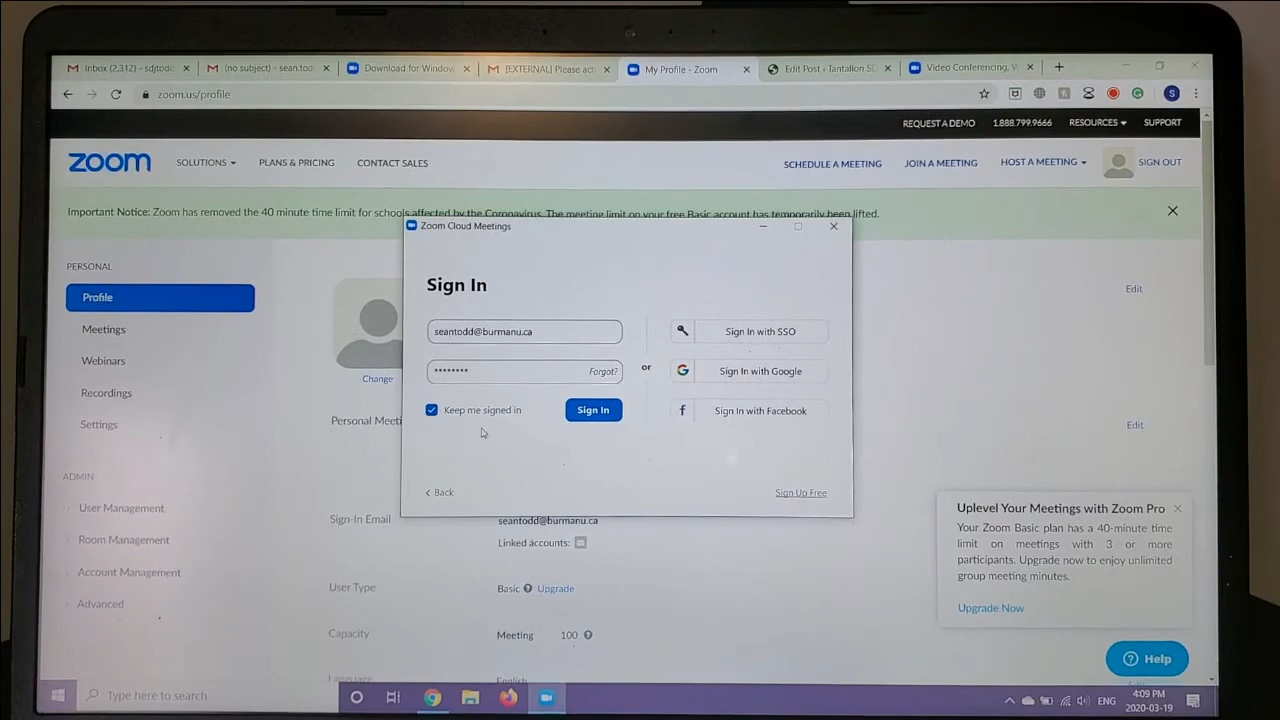 Inbox (2,312) - sdjtodd
(no subject) - sean.tod
Download for Window
[EXTERNAL] Please act
My Profile - Zoom
Edit Post ‹ Tantallon SD
Video Conferencing, W
zoom.us/profile
S
REQUEST A DEMO
1.888.799.9666
RESOURCES
SUPPORT
zoom
SOLUTIONS
PLANS & PRICING
CONTACT SALES
SCHEDULE A MEETING
JOIN A MEETING
HOST A MEETING
SIGN OUT
Important Notice: Zoom has removed the 40 minute time limit for schools affected by the Coronavirus. The meeting limit on your free Basic account has temporarily been lifted.
PERSONAL
Profile
Meetings
Webinars
Recordings
Settings
ADMIN
User Management
Room Management
Account Management
Advanced
Change
Personal Meeti
Edit
Edit
Zoom Cloud Meetings
Sign In
seantodd@burmanu.ca
********
Forgot?
Keep me signed in
Sign In
or
Sign In with SSO
Sign In with Google
Sign In with Facebook
Back
Sign Up Free
Sign-In Email
seantodd@burmanu.ca
Linked accounts:
User Type
Basic
Upgrade
Capacity
Meeting
100
Language
English
Uplevel Your Meetings with Zoom Pro
Your Zoom Basic plan has a 40-minute time
limit on meetings with 3 or more
participants. Upgrade now to enjoy unlimited
group meeting minutes.
Upgrade Now
Help
Type here to search
ENG
4:09 PM
2020-03-19